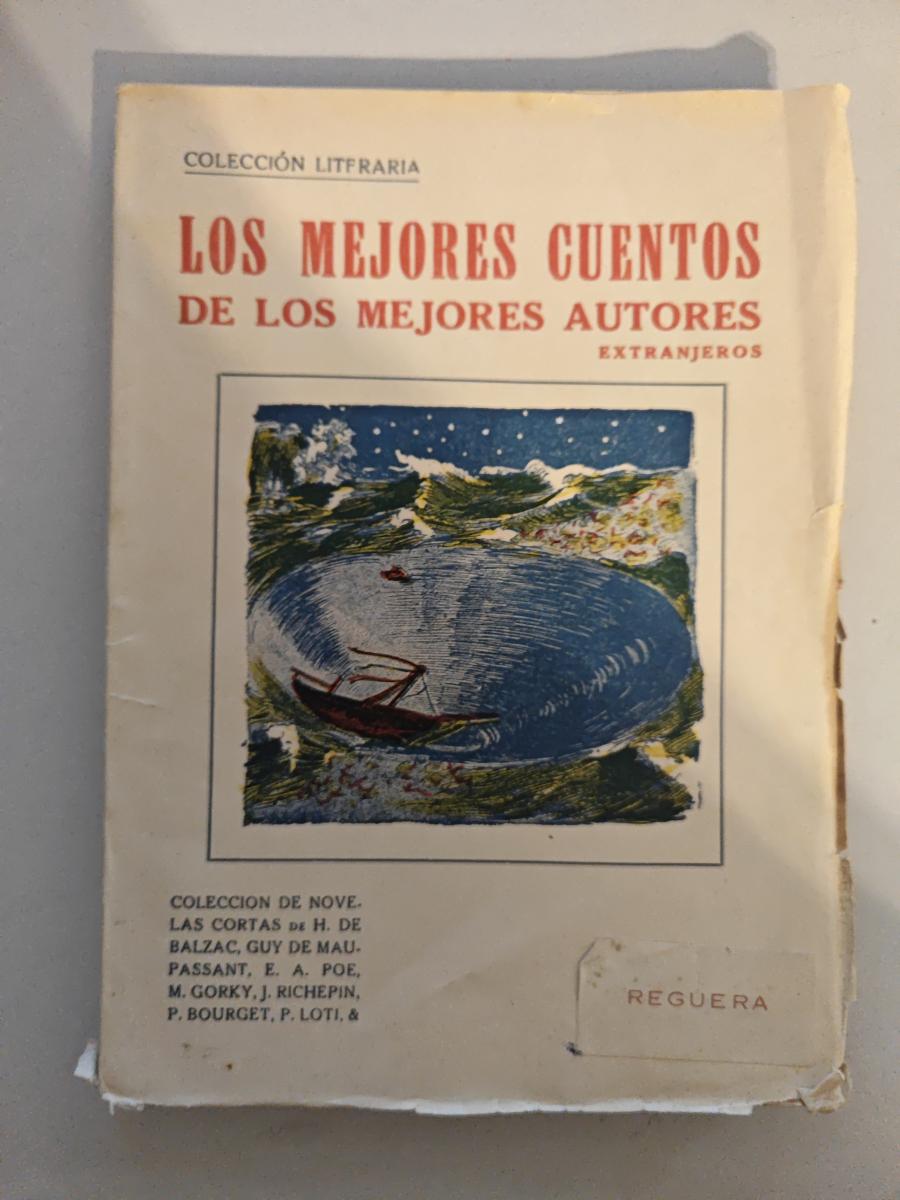 COLECCIÓN LITERARIA
LOS MEJORES CUENTOS
DE LOS MEJORES AUTORES
EXTRANJEROS
COLECCION DE NOVE-
LAS CORTAS DE H. DE
BALZAC, GUY DE MAU-
PASSANT, E. A. POE,
M. GORKY, J. RICHEPIN,
P. BOURGET, P. LOTI, &
REGUERA